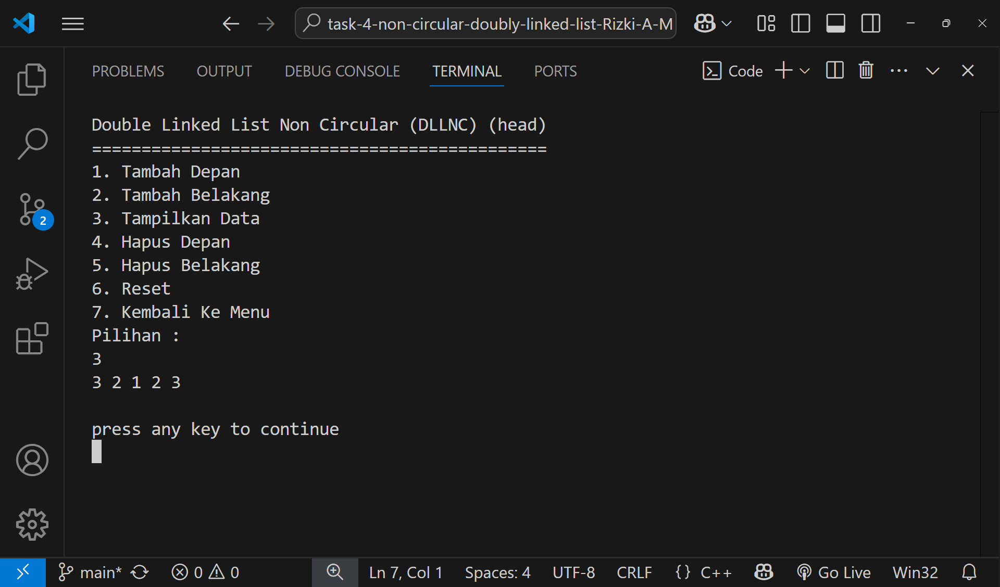 task-4-non-circular-doubly-linked-list-Rizki-A-M
PROBLEMS OUTPUT DEBUG CONSOLE TERMINAL PORTS Code
Double Linked List Non Circular (DLLNC) (head)
==============================================
1. Tambah Depan
2. Tambah Belakang
3. Tampilkan Data
4. Hapus Depan
5. Hapus Belakang
6. Reset
7. Kembali Ke Menu
Pilihan :
3
3 2 1 2 3
press any key to continue
2
main* 0 0 Ln 7, Col 1 Spaces: 4 UTF-8 CRLF {} C++ Go Live Win32